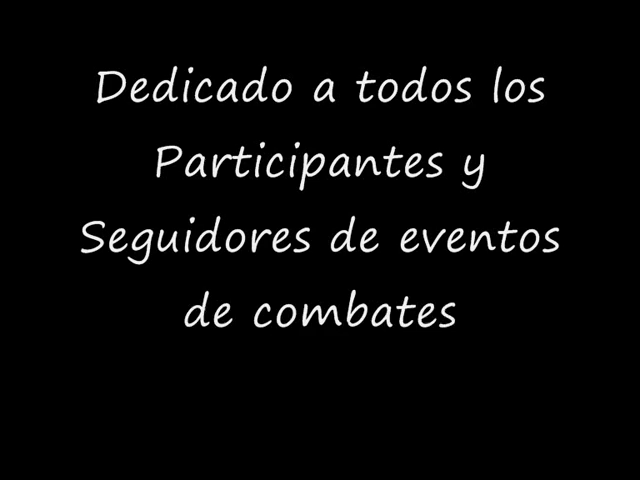 Dedicado a todos los
Participantes y
Seguidores de eventos
de combates